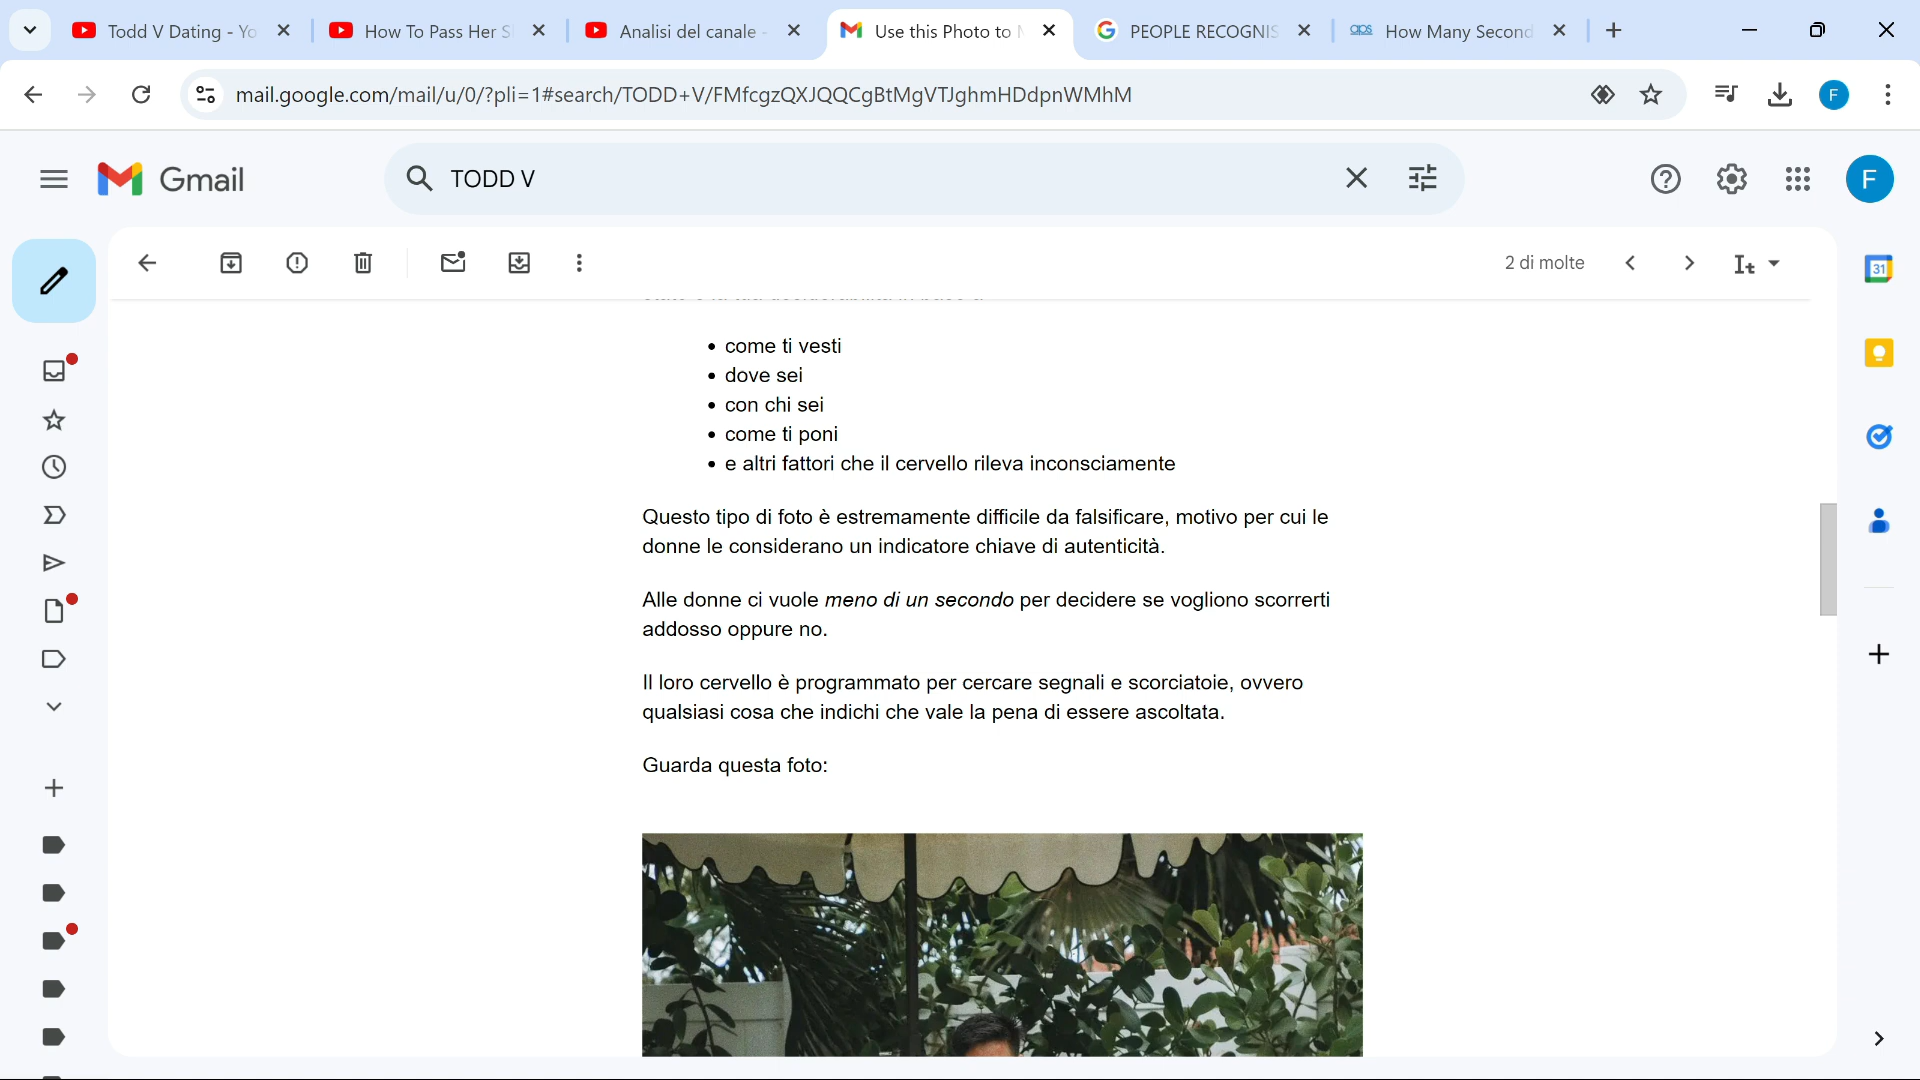 Todd V Dating - Yo
How To Pass Her S
Analisi del canale -
Use this Photo to
PEOPLE RECOGNIS
aps How Many Second
mail.google.com/mail/u/0/?pli=1#search/TODD+V/FMfcgzQXJQQCgBtMgVTJghmHDdpnWMhM
F
Gmail
TODD V
F
2 di molte
31
• come ti vesti
• dove sei
• con chi sei
• come ti poni
• e altri fattori che il cervello rileva inconsciamente
Questo tipo di foto è estremamente difficile da falsificare, motivo per cui le
donne le considerano un indicatore chiave di autenticità.
Alle donne ci vuole meno di un secondo per decidere se vogliono scorrerti
addosso oppure no.
Il loro cervello è programmato per cercare segnali e scorciatoie, ovvero
qualsiasi cosa che indichi che vale la pena di essere ascoltata.
Guarda questa foto: